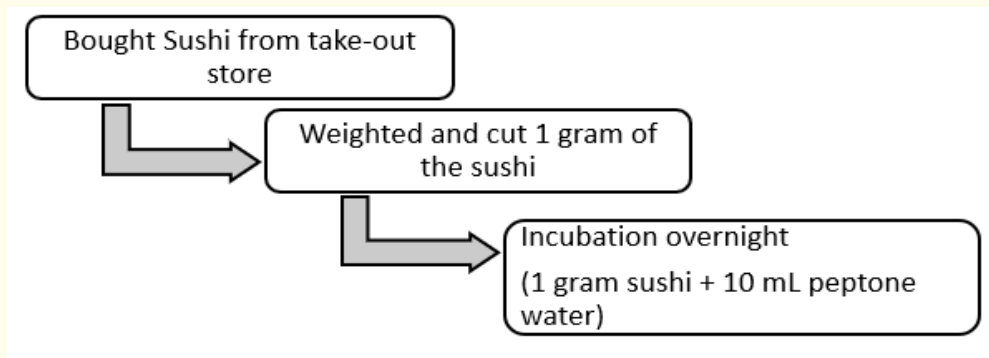 Bought Sushi from take-out
store
Weighted and cut 1 gram of
the sushi
Incubation overnight
(1 gram sushi + 10 mL peptone
water)